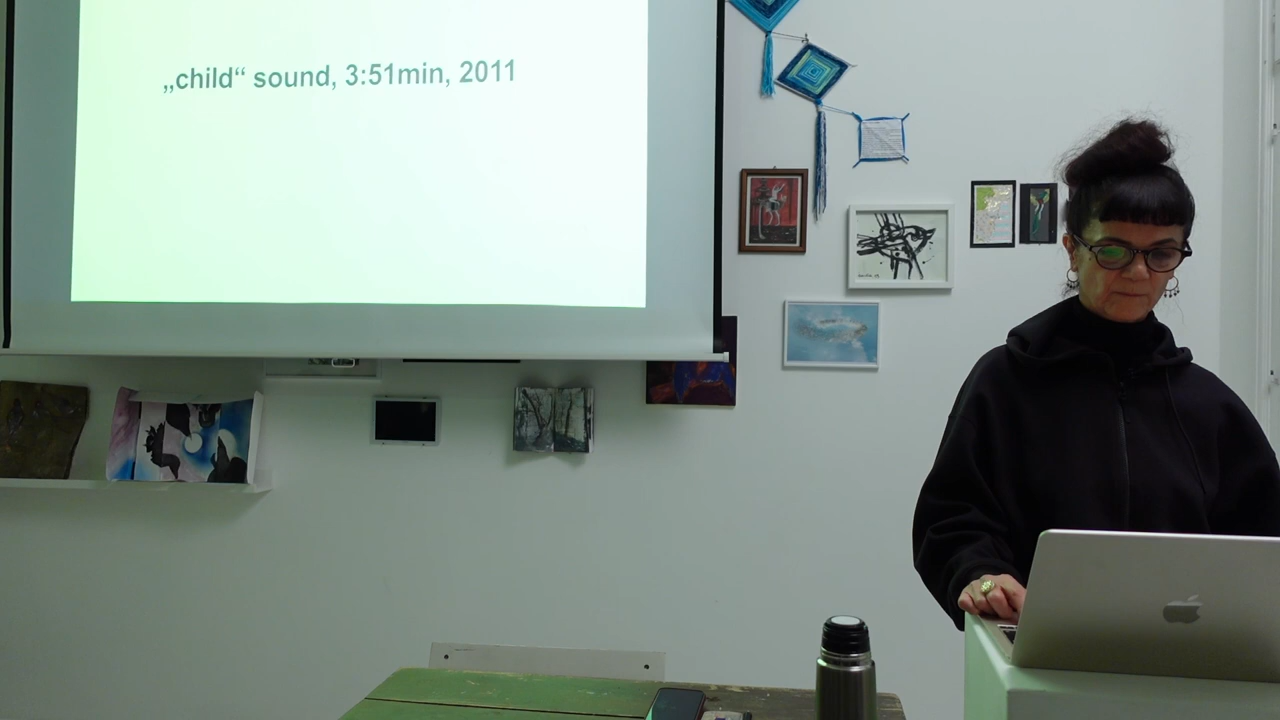 „child“ sound, 3:51min, 2011